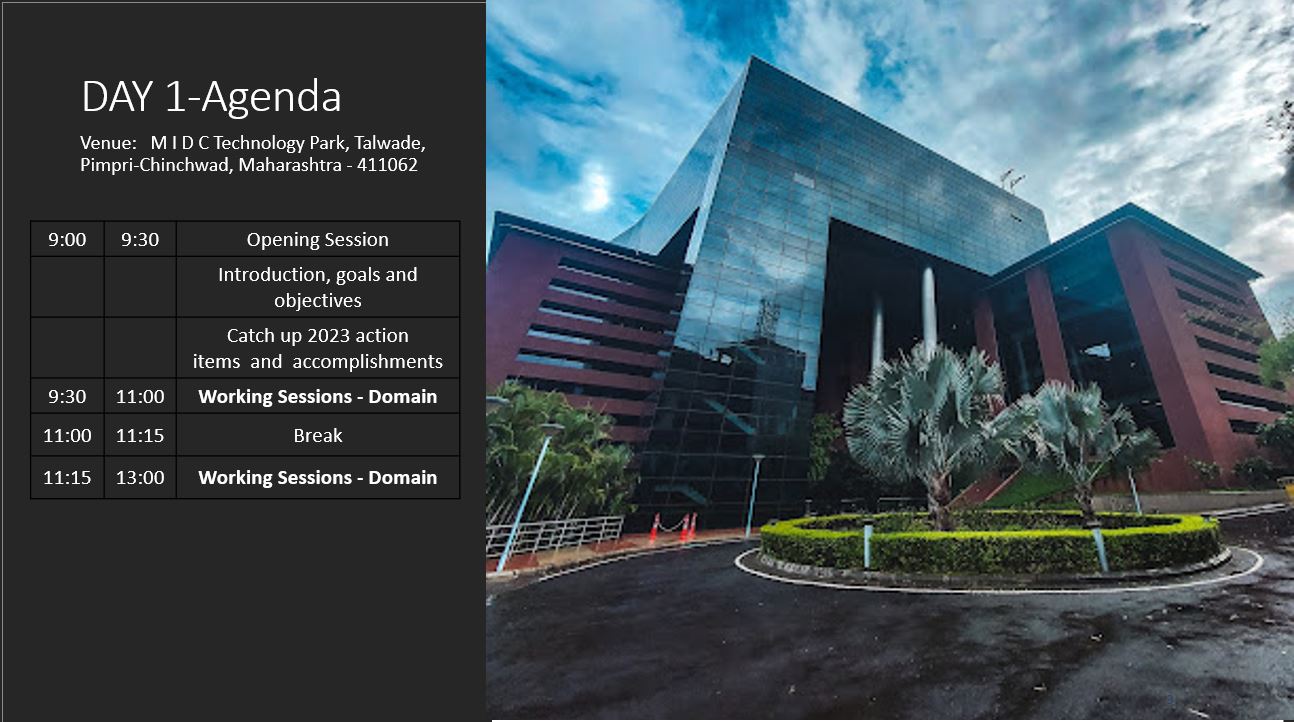 DAY 1-Agenda
Venue:   M I D C Technology Park, Talwade,
Pimpri-Chinchwad, Maharashtra - 411062
9:00 9:30 Opening Session
Introduction, goals and
objectives
Catch up 2023 action
items  and  accomplishments
9:30 11:00 Working Sessions - Domain
11:00 11:15 Break
11:15 13:00 Working Sessions - Domain